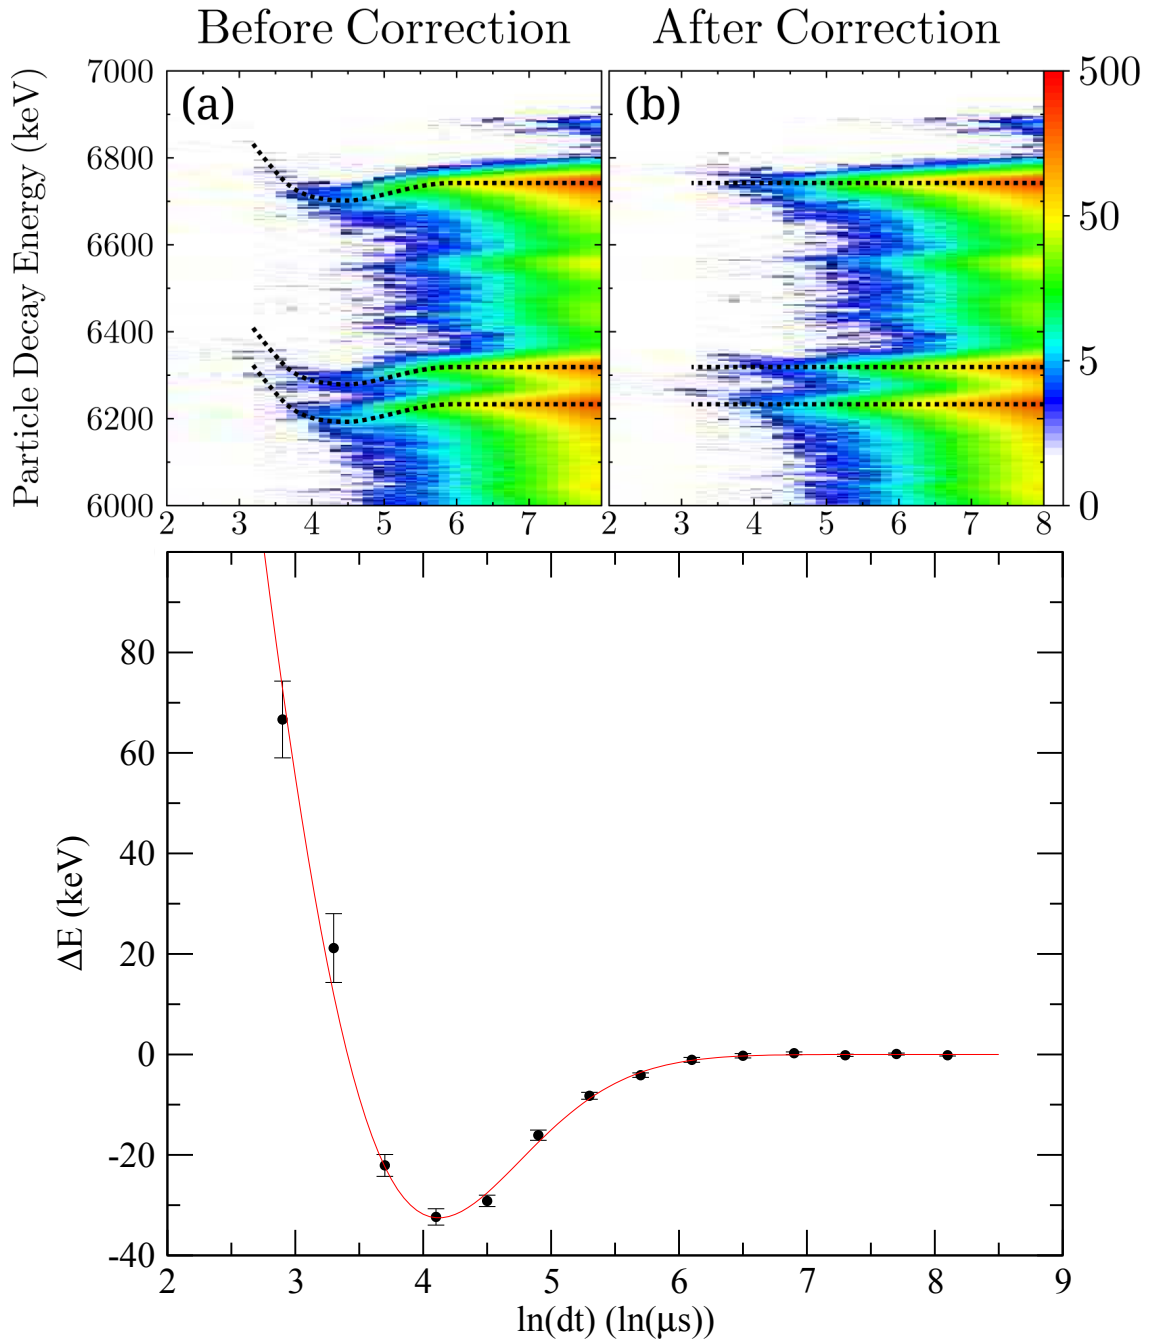 Before Correction After Correction
Particle Decay Energy (keV)
7000
6800
6600
6400
6200
6000
(a)
(b)
500
50
5
0
2 3 4 5 6 7 2 3 4 5 6 7 8
ΔE (keV)
80
60
40
20
0
-20
-40
2 3 4 5 6 7 8 9
ln(dt) (ln(μs))